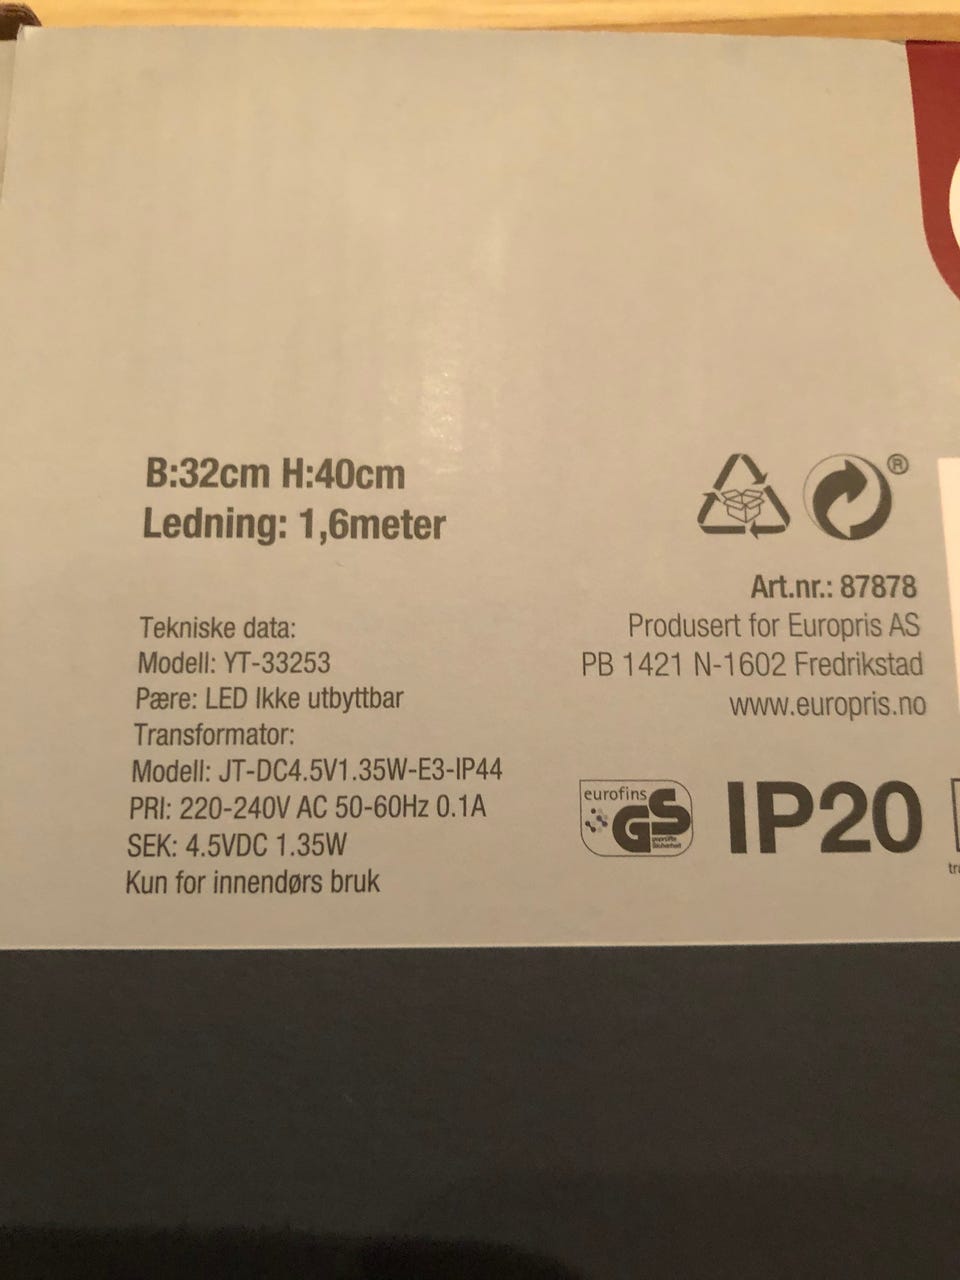 B:32cm H:40cm
Ledning: 1,6meter
Tekniske data:
Modell: YT-33253
Pære: LED Ikke utbyttbar
Transformator:
Modell: JT-DC4.5V1.35W-E3-IP44
PRI: 220-240V AC 50-60Hz 0.1A
SEK: 4.5VDC 1.35W
Kun for innendørs bruk
®
Art.nr.: 87878
Produsert for Europris AS
PB 1421 N-1602 Fredrikstad
www.europris.no
eurofins
GS
geprüfte
Sicherheit
IP20